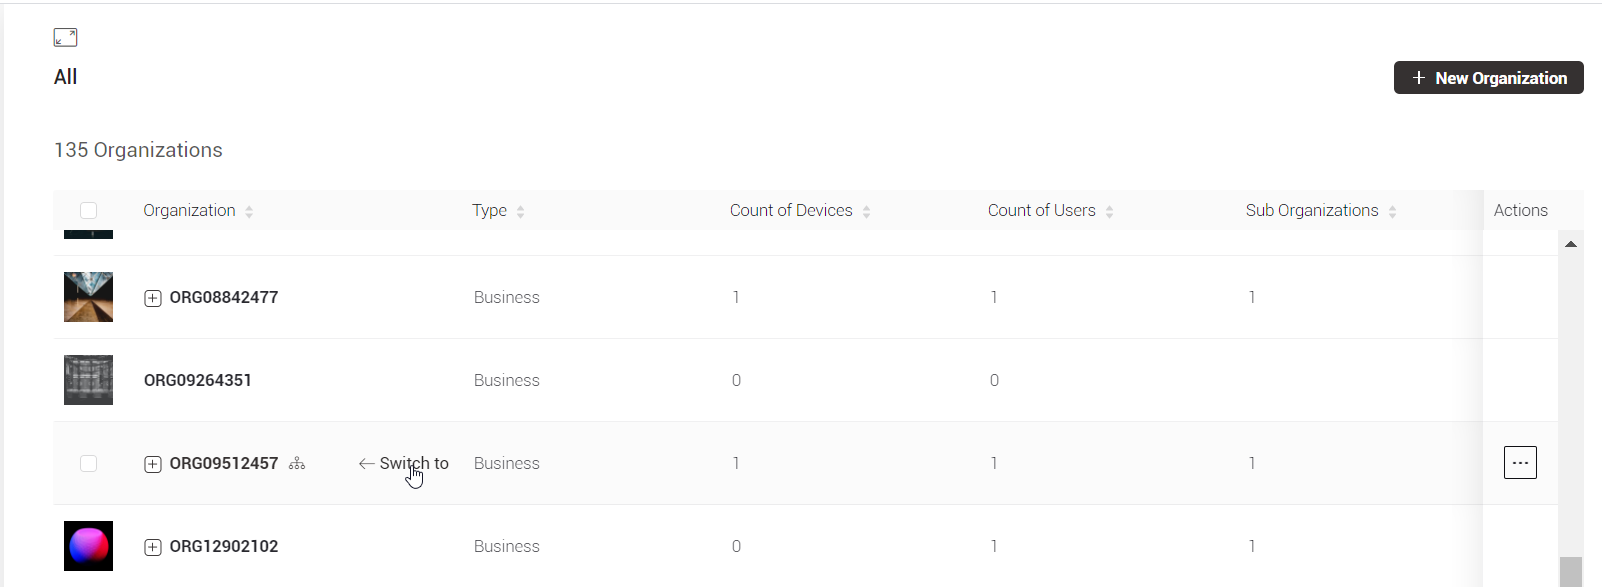 All
+ New Organization
135 Organizations
Organization Type Count of Devices Count of Users Sub Organizations Actions
ORG08842477 Business 1 1 1
ORG09264351 Business 0 0
ORG09512457 ← Switch to Business 1 1 1 ...
ORG12902102 Business 0 1 1